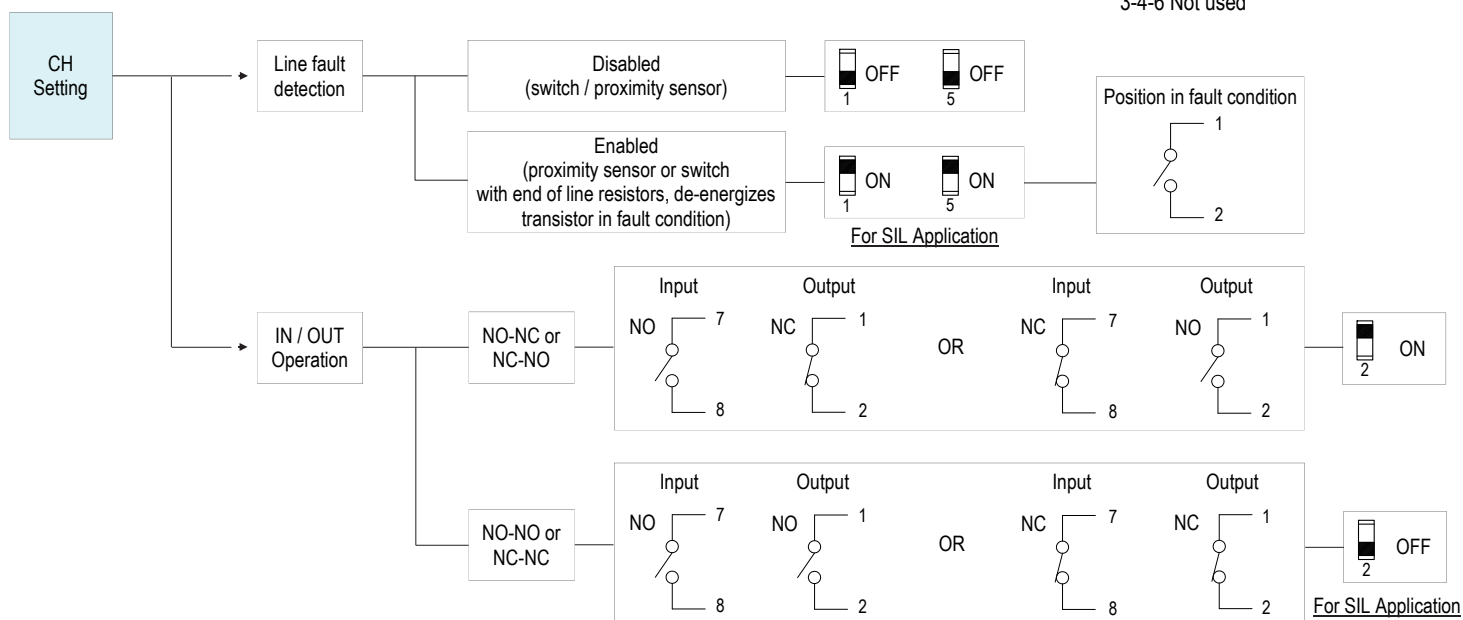 3-4-6 Not used
CH
Setting
Line fault
detection
Disabled
(switch / proximity sensor)
OFF
OFF
1
5
Enabled
(proximity sensor or switch
with end of line resistors, de-energizes
transistor in fault condition)
ON
ON
1
5
For SIL Application
Position in fault condition
1
2
IN / OUT
Operation
NO-NC or
NC-NO
Input
Output
NO
7
8
NC
1
2
OR
Input
Output
NC
7
8
NO
1
2
ON
2
NO-NO or
NC-NC
Input
Output
NO
7
8
NO
1
2
OR
Input
Output
NC
7
8
NC
1
2
OFF
2
For SIL Application